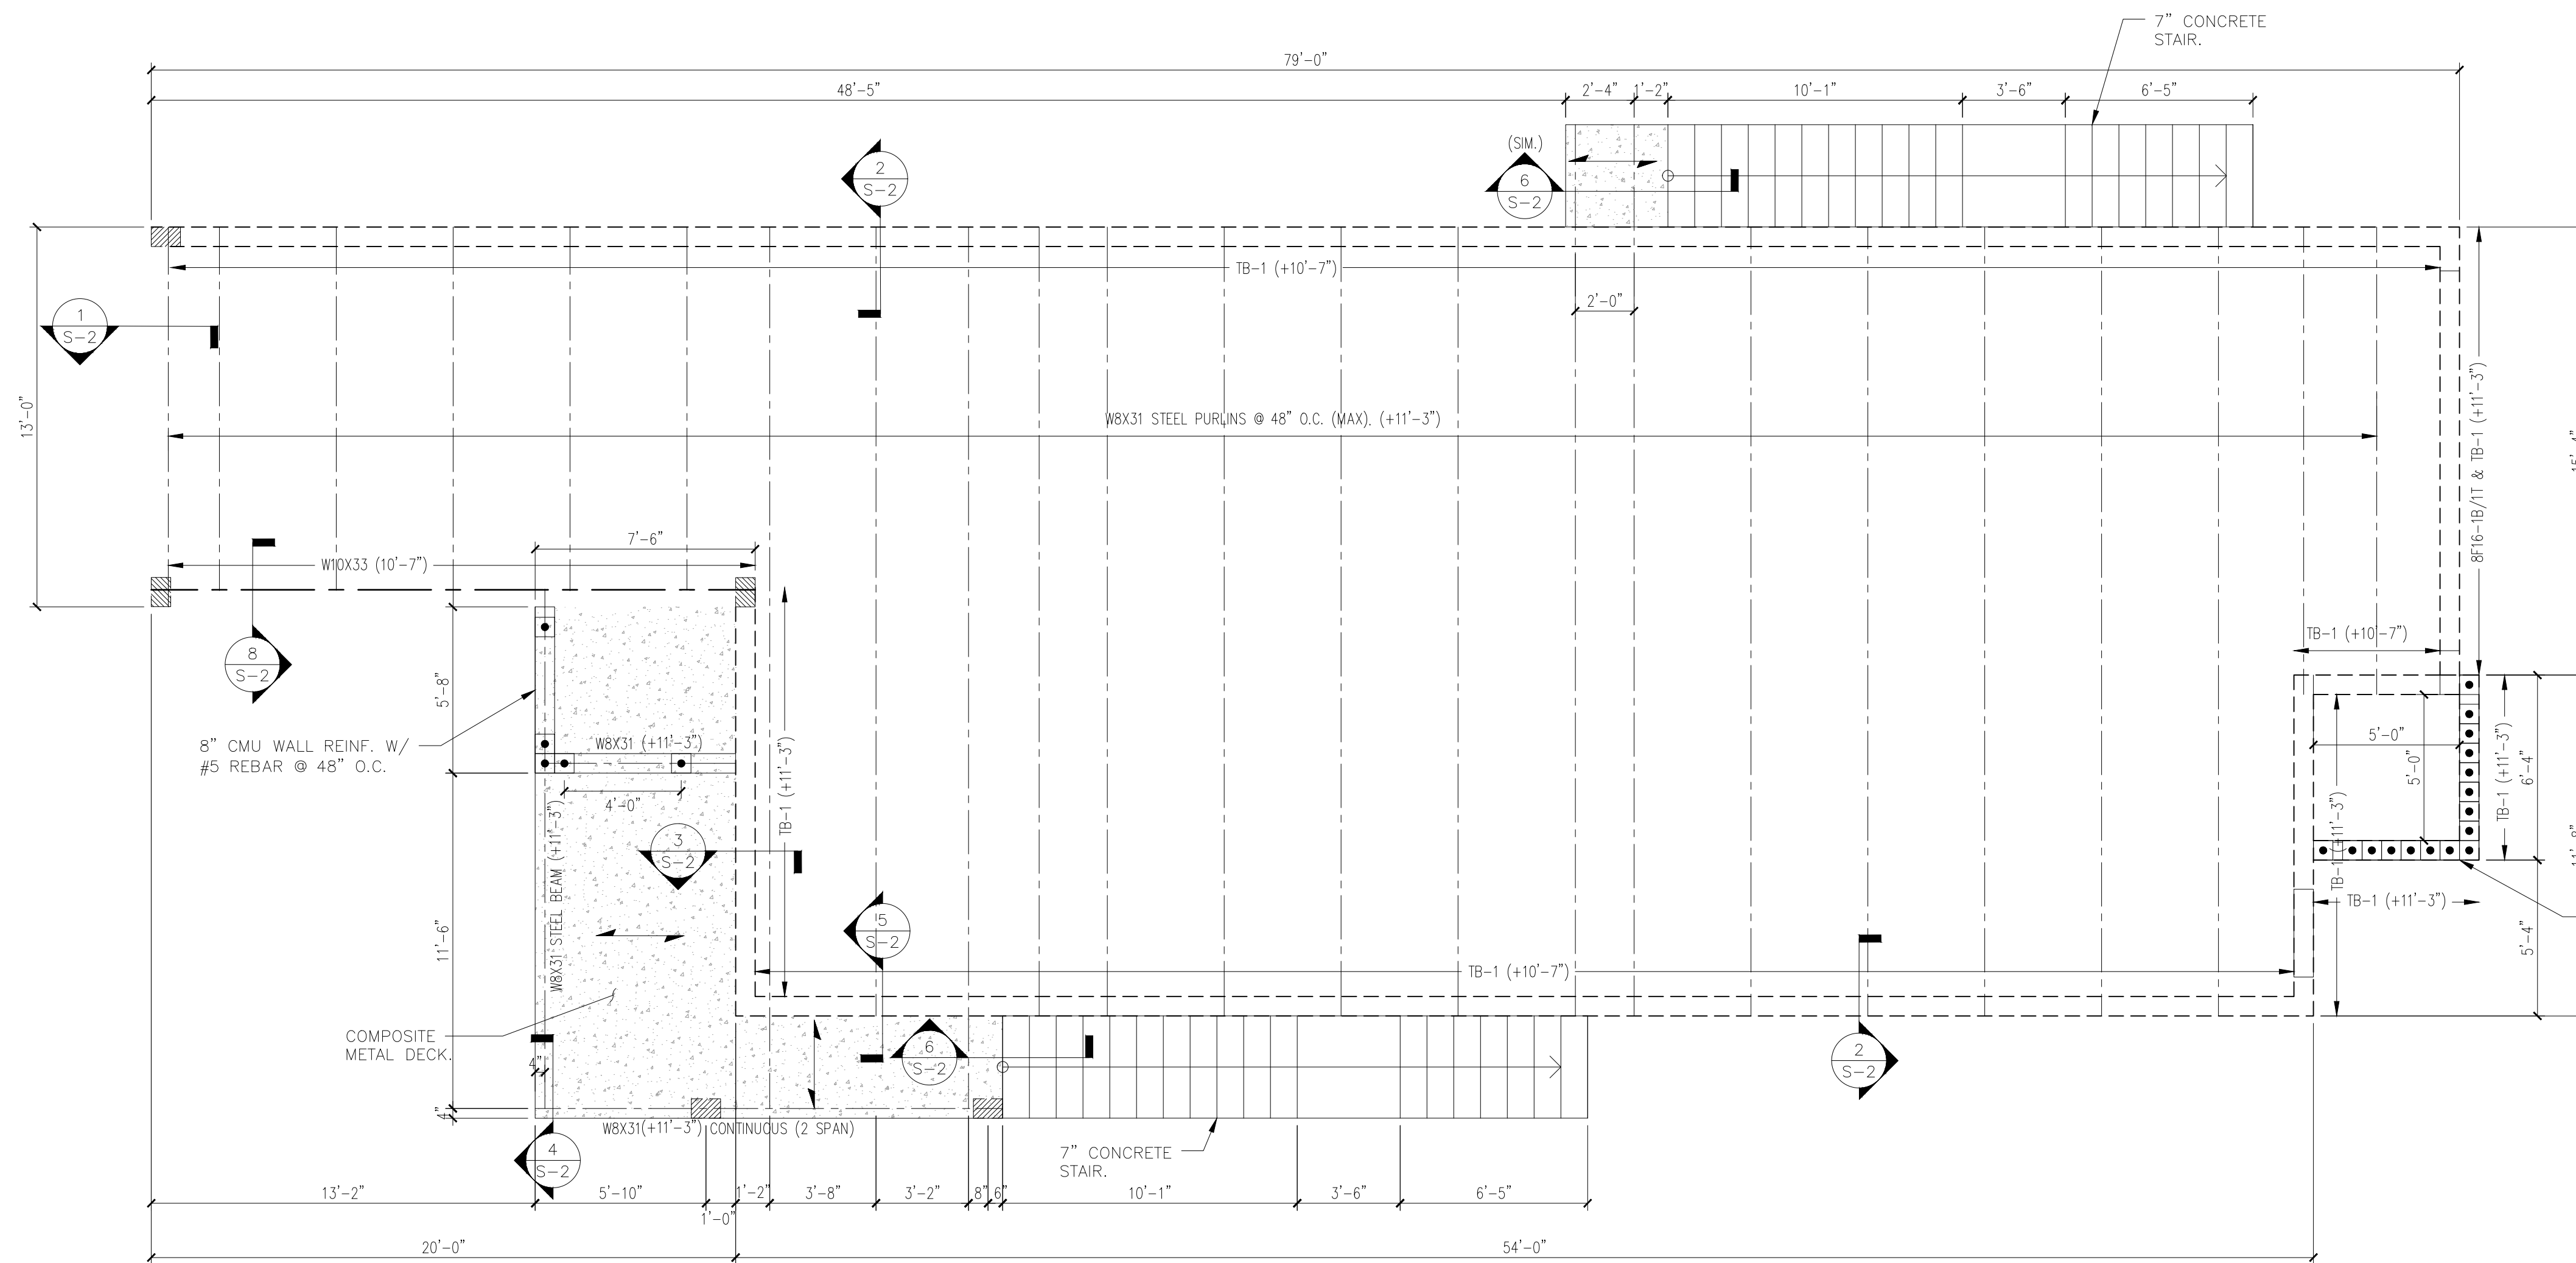 7" CONCRETE
STAIR.
79'-0"
48'-5"
2'-4"
1'-2"
10'-1"
3'-6"
6'-5"
(SIM.)
2
S-2
6
S-2
TB-1 (+10'-7")
2'-0"
1
S-2
13'-0"
W8X31 STEEL PURLINS @ 48" O.C. (MAX). (+11'-3")
8F16-1B/1T & TB-1 (+11'-3")
15'-4"
7'-6"
W10X33 (10'-7")
8
S-2
5'-8"
TB-1 (+10'-7")
8" CMU WALL REINF. W/
#5 REBAR @ 48" O.C.
W8X31 (+11'-3")
TB-1 (+11'-3")
5'-0"
5'-0"
TB-1 (+11'-3")
6'-4"
4'-0"
W8X31 STEEL BEAM (+11'-3")
3
S-2
TB-1 (+11'-3")
11'-8"
TB-1 (+11'-3")
11'-6"
5
S-2
5'-4"
TB-1 (+10'-7")
COMPOSITE
METAL DECK.
4"
6
S-2
2
S-2
4"
W8X31(+11'-3") CONTINUOUS (2 SPAN)
4
S-2
7" CONCRETE
STAIR.
13'-2"
5'-10"
1'-2"
3'-8"
3'-2"
8"
6"
10'-1"
3'-6"
6'-5"
1'-0"
20'-0"
54'-0"